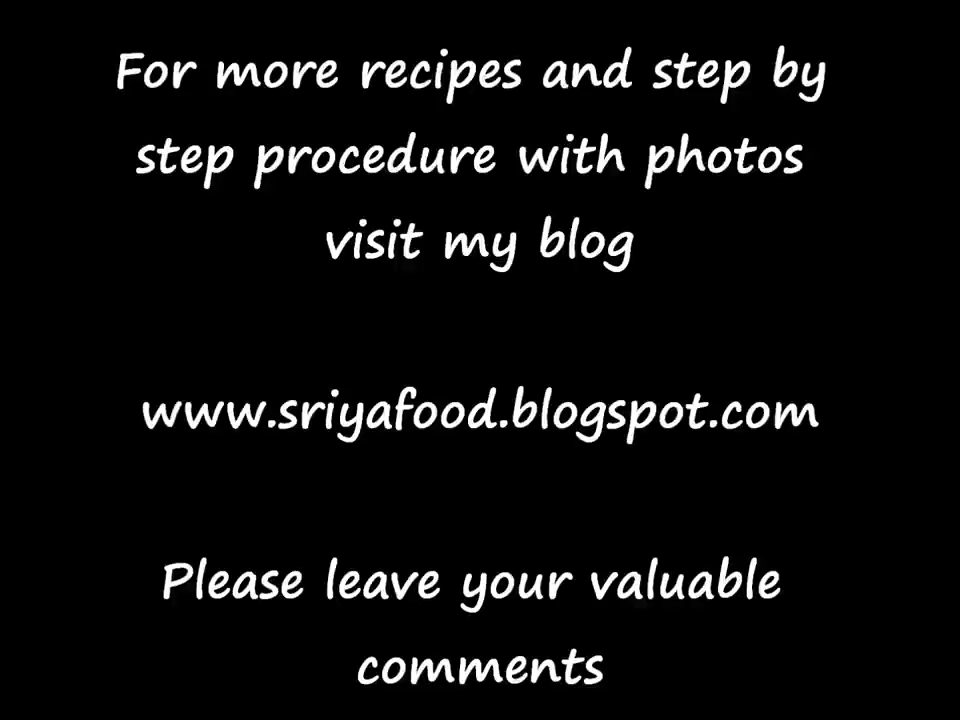 For more recipes and step by
step procedure with photos
visit my blog
www.sriyafood.blogspot.com
Please leave your valuable
comments